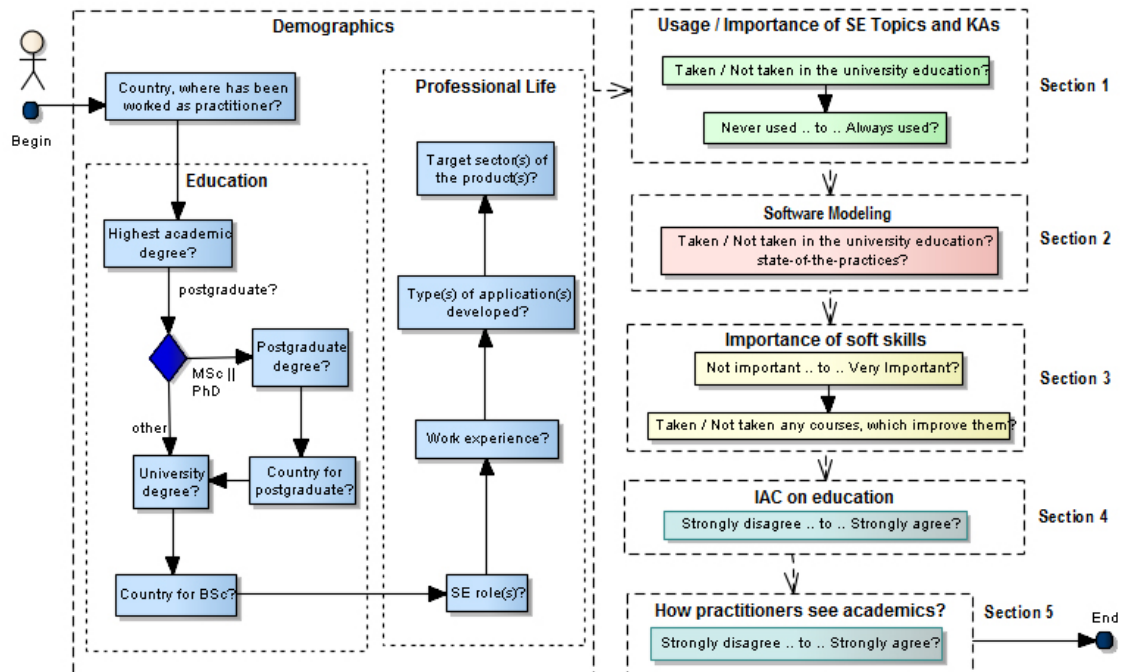 Demographics
Begin
Country, where has been
worked as practitioner?
Education
Highest academic
degree?
postgraduate?
MSc ||
PhD
Postgraduate
degree?
other
University
degree?
Country for
postgraduate?
Country for BSc?
Professional Life
Target sector(s) of
the product(s)?
Type(s) of application(s)
developed?
Work experience?
SE role(s)?
Usage / Importance of SE Topics and KAs
Taken / Not taken in the university education?
Never used .. to .. Always used?
Section 1
Software Modeling
Taken / Not taken in the university education?
state-of-the-practices?
Section 2
Importance of soft skills
Not important .. to .. Very Important?
Taken / Not taken any courses, which improve them?
Section 3
IAC on education
Strongly disagree .. to .. Strongly agree?
Section 4
How practitioners see academics?
Strongly disagree .. to .. Strongly agree?
Section 5
End